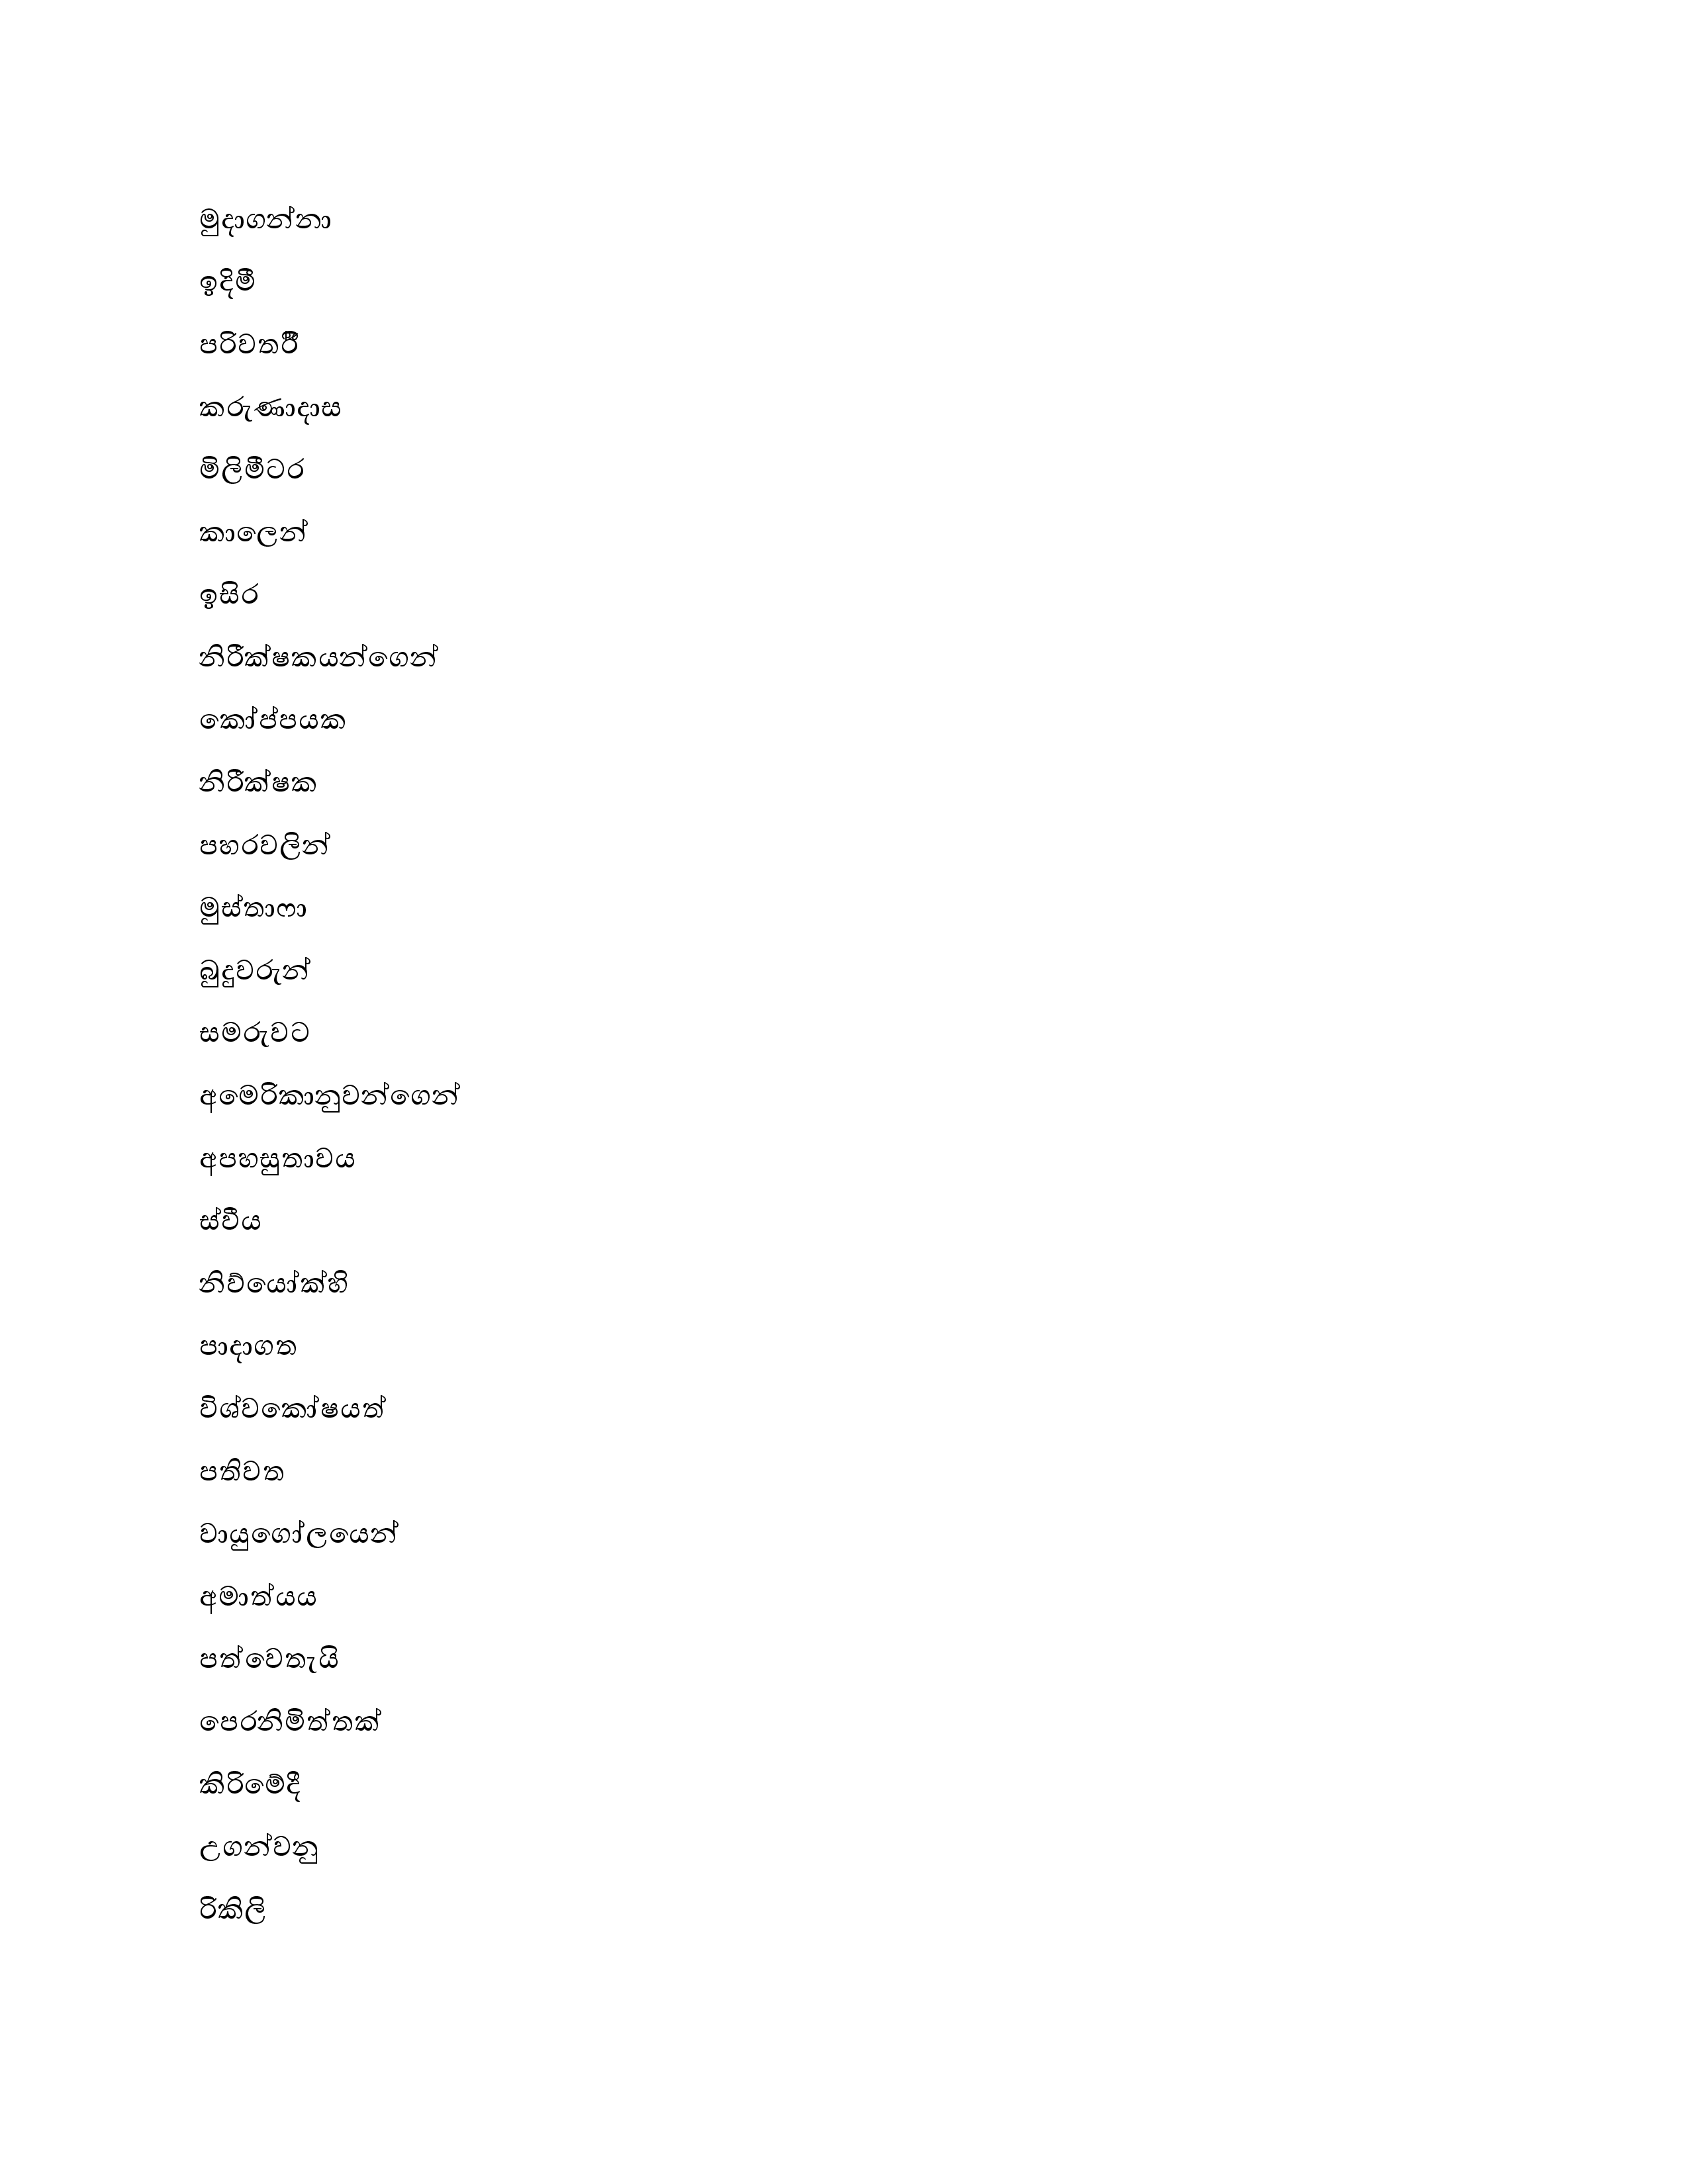 මුදාගන්නා
ඉදිමී
පරිවතර්‍රී
කරුණාදාස
මිලිමීටර
කාලෙන්
ඉසිර
නිරීක්ෂකයන්ගෙන්
කෝප්පයක
නිරීක්ෂක
පහරවලින්
මුස්තාෆා
බුදුවරුන්
සමරුවට
අමෙරිකානුවන්ගෙන්
අපහසුතාවය
ස්වීය
නිව්යෝක්හි
පාදාගත
විශ්වකෝෂයත්
පතිවත
වායුගෝලයෙන්
අමාත්යය
පත්වෙතැයි
පෙරනිමිත්තක්
කිරිමේදී
උගන්වනු
රිකිලි